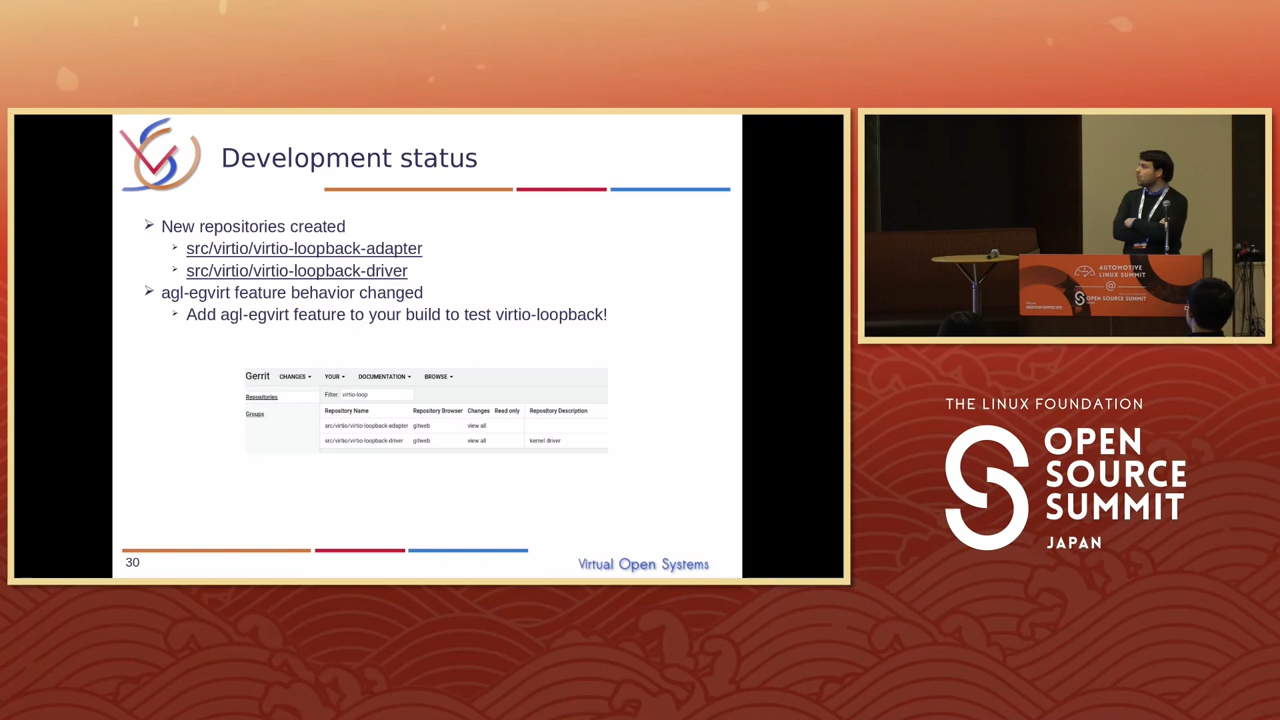 Development status
New repositories created
src/virtio/virtio-loopback-adapter
src/virtio/virtio-loopback-driver
agl-egvirt feature behavior changed
Add agl-egvirt feature to your build to test virtio-loopback!
Gerrit CHANGES YOUR DOCUMENTATION BROWSE
Repositories
Filter: virtio-loop
Groups
Repository Name Repository Browser Changes Read only Repository Description
src/virtio/virtio-loopback-adapter gitweb view all
src/virtio/virtio-loopback-driver gitweb view all kernel driver
30
Virtual Open Systems
AUTOMOTIVE
LINUX SUMMIT
@
OPEN SOURCE SUMMIT
THE LINUX FOUNDATION
OPEN
SOURCE
SUMMIT
JAPAN